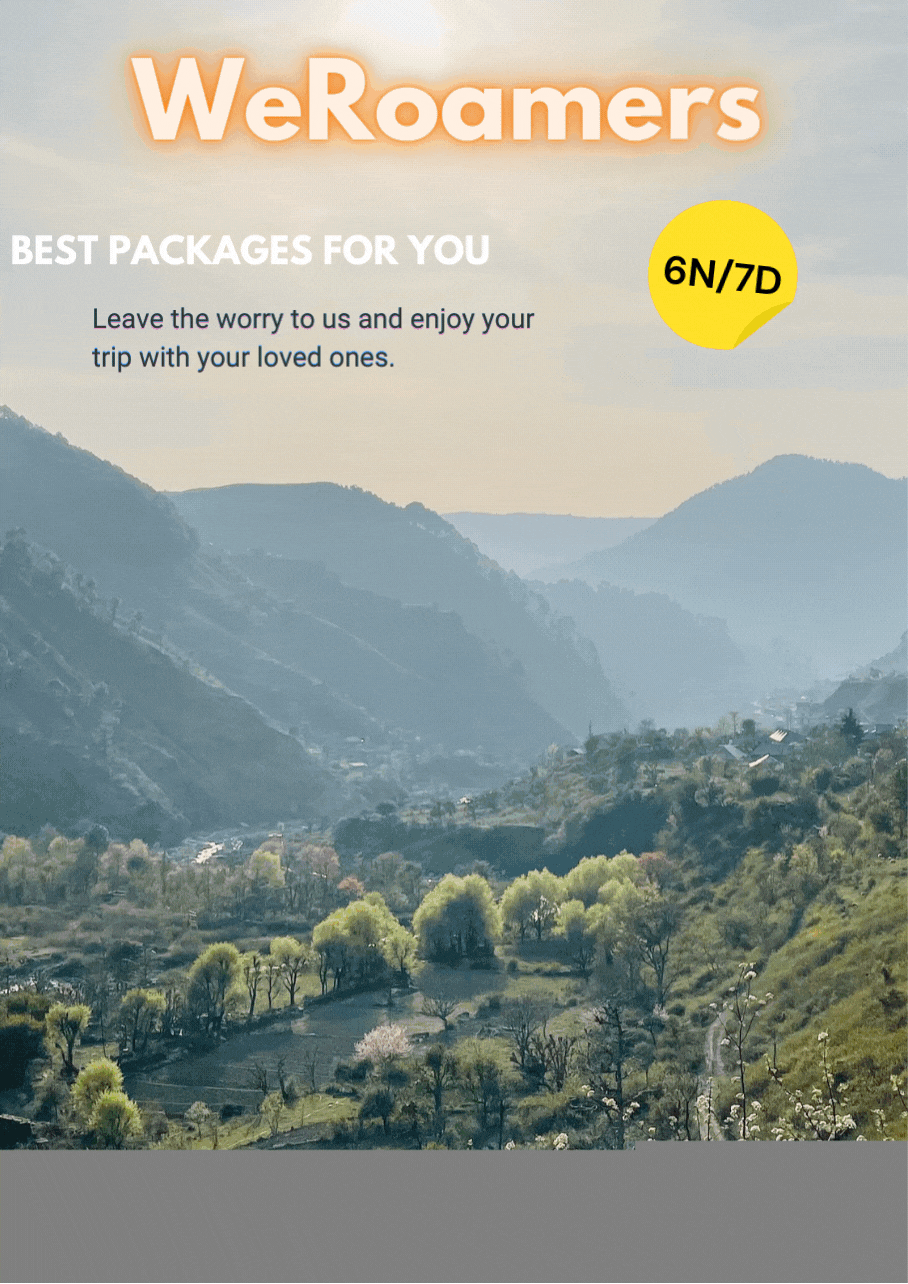 WeRoamers
BEST PACKAGES FOR YOU
6N/7D
Leave the worry to us and enjoy your
trip with your loved ones.